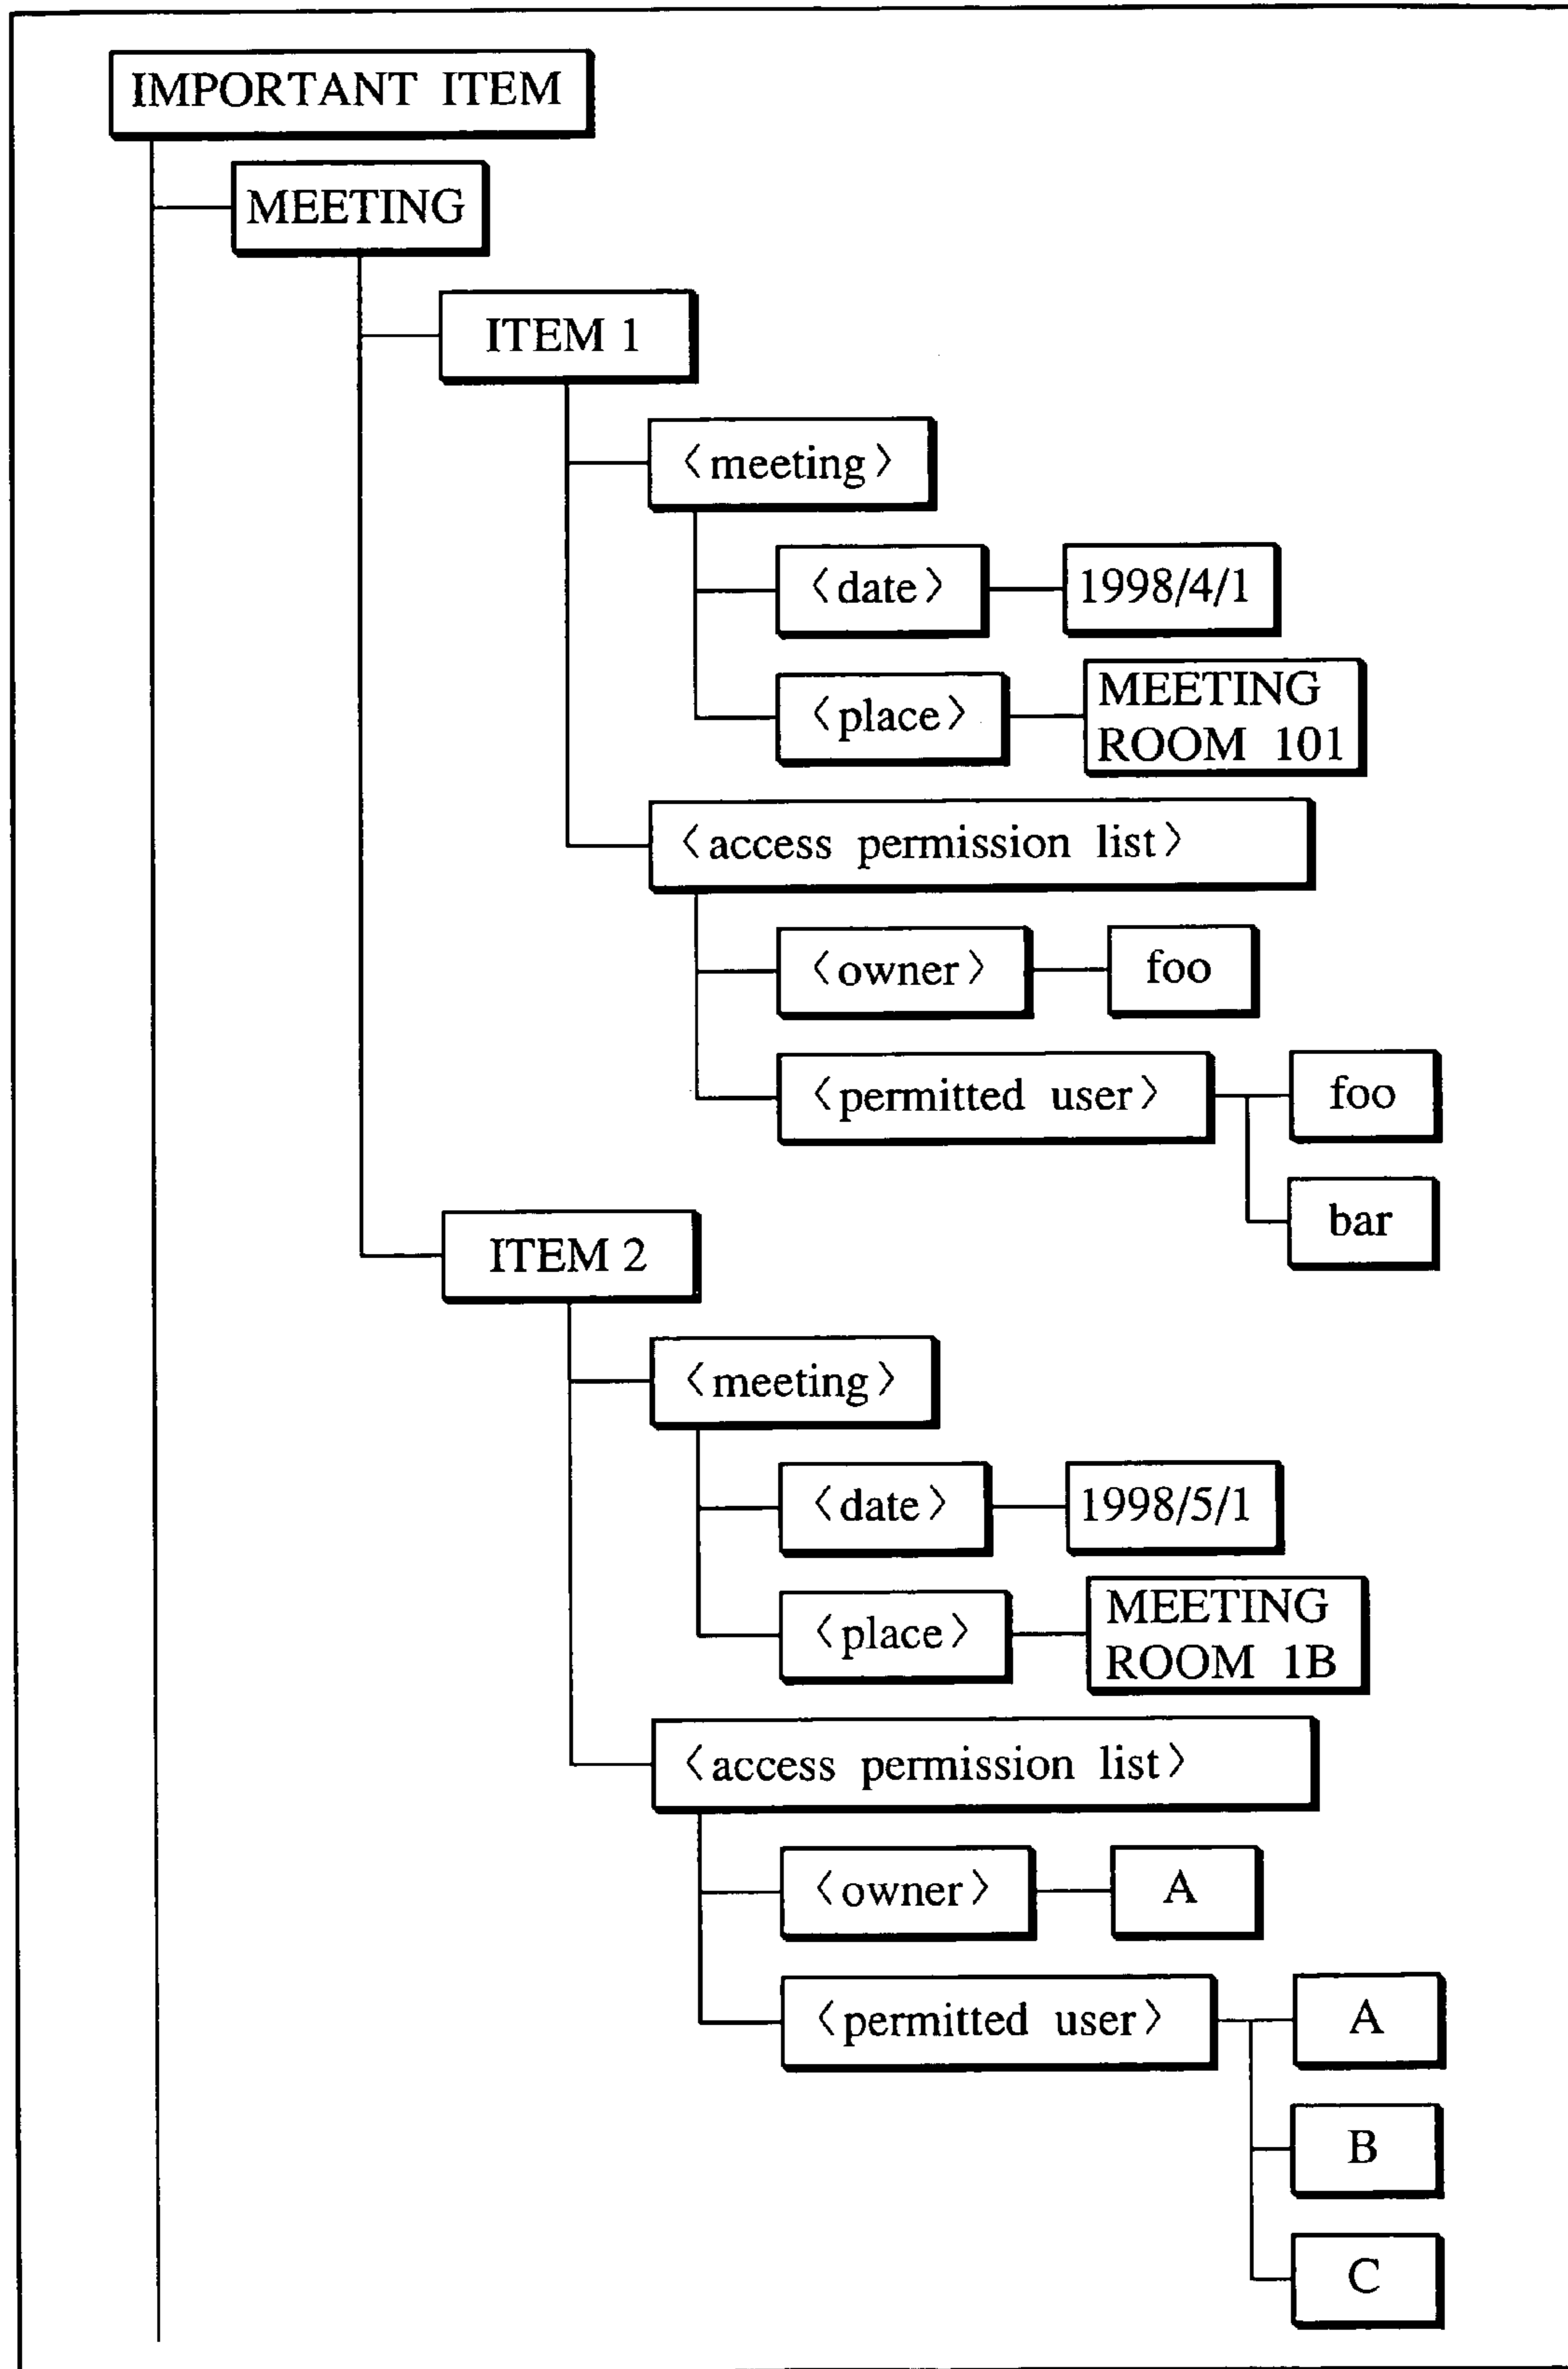 IMPORTANT ITEM
MEETING
ITEM 1
〈meeting〉
〈date〉
1998/4/1
〈place〉
MEETING
ROOM 101
〈access permission list〉
〈owner〉
foo
〈permitted user〉
foo
bar
ITEM 2
〈meeting〉
〈date〉
1998/5/1
〈place〉
MEETING
ROOM 1B
〈access permission list〉
〈owner〉
A
〈permitted user〉
A
B
C